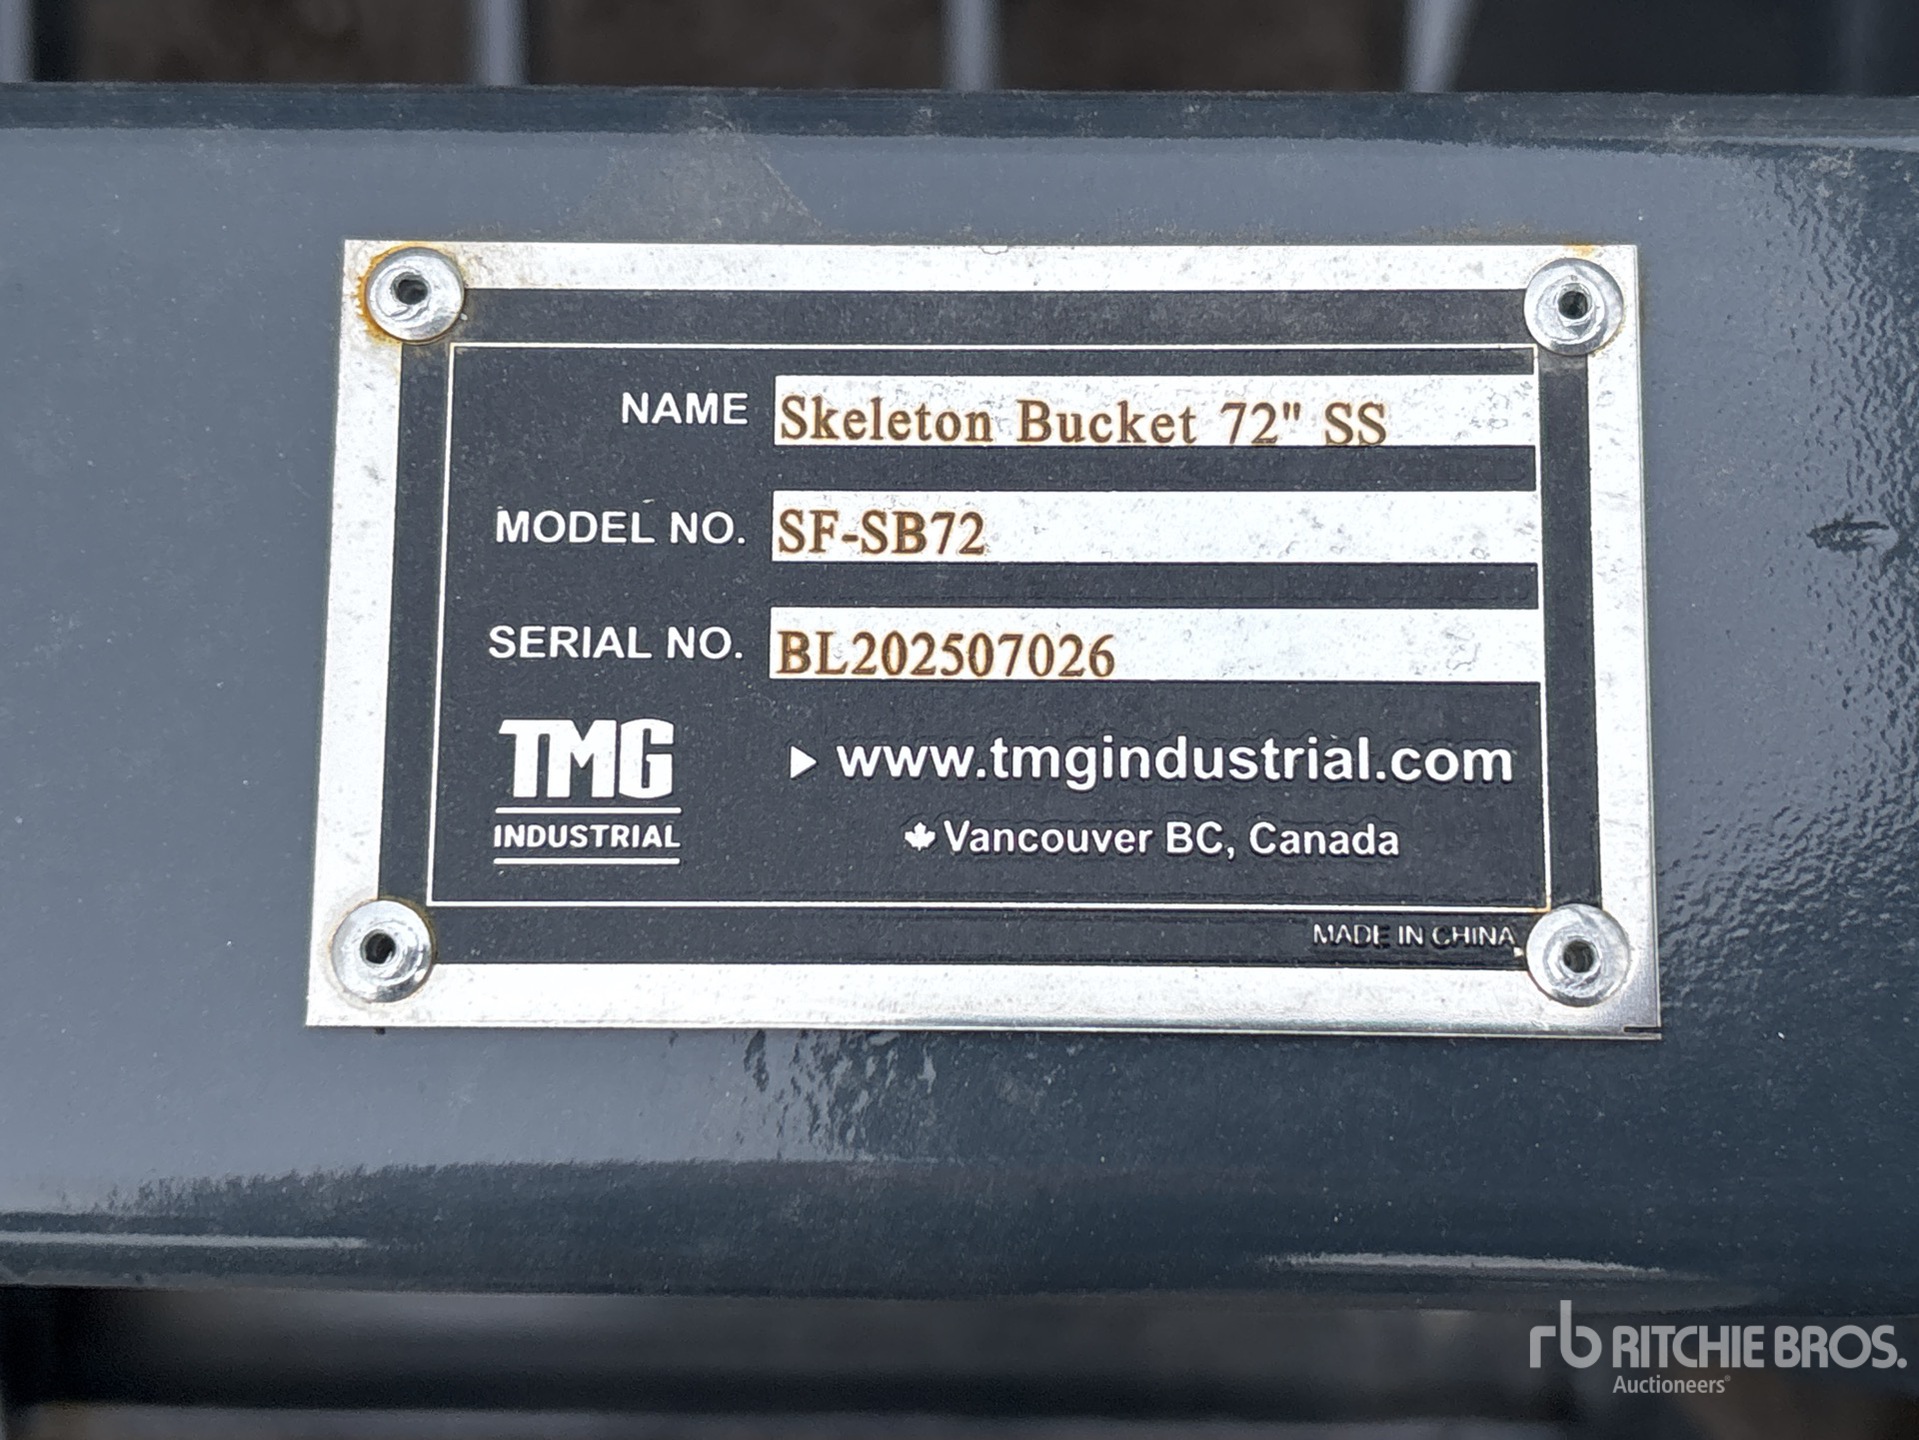 NAME Skeleton Bucket 72" SS
MODEL NO. SF-SB72
SERIAL NO. BL202507026
TMG
INDUSTRIAL
www.tmgindustrial.com
Vancouver BC, Canada
MADE IN CHINA
rb RITCHIE BROS.
Auctioneers®